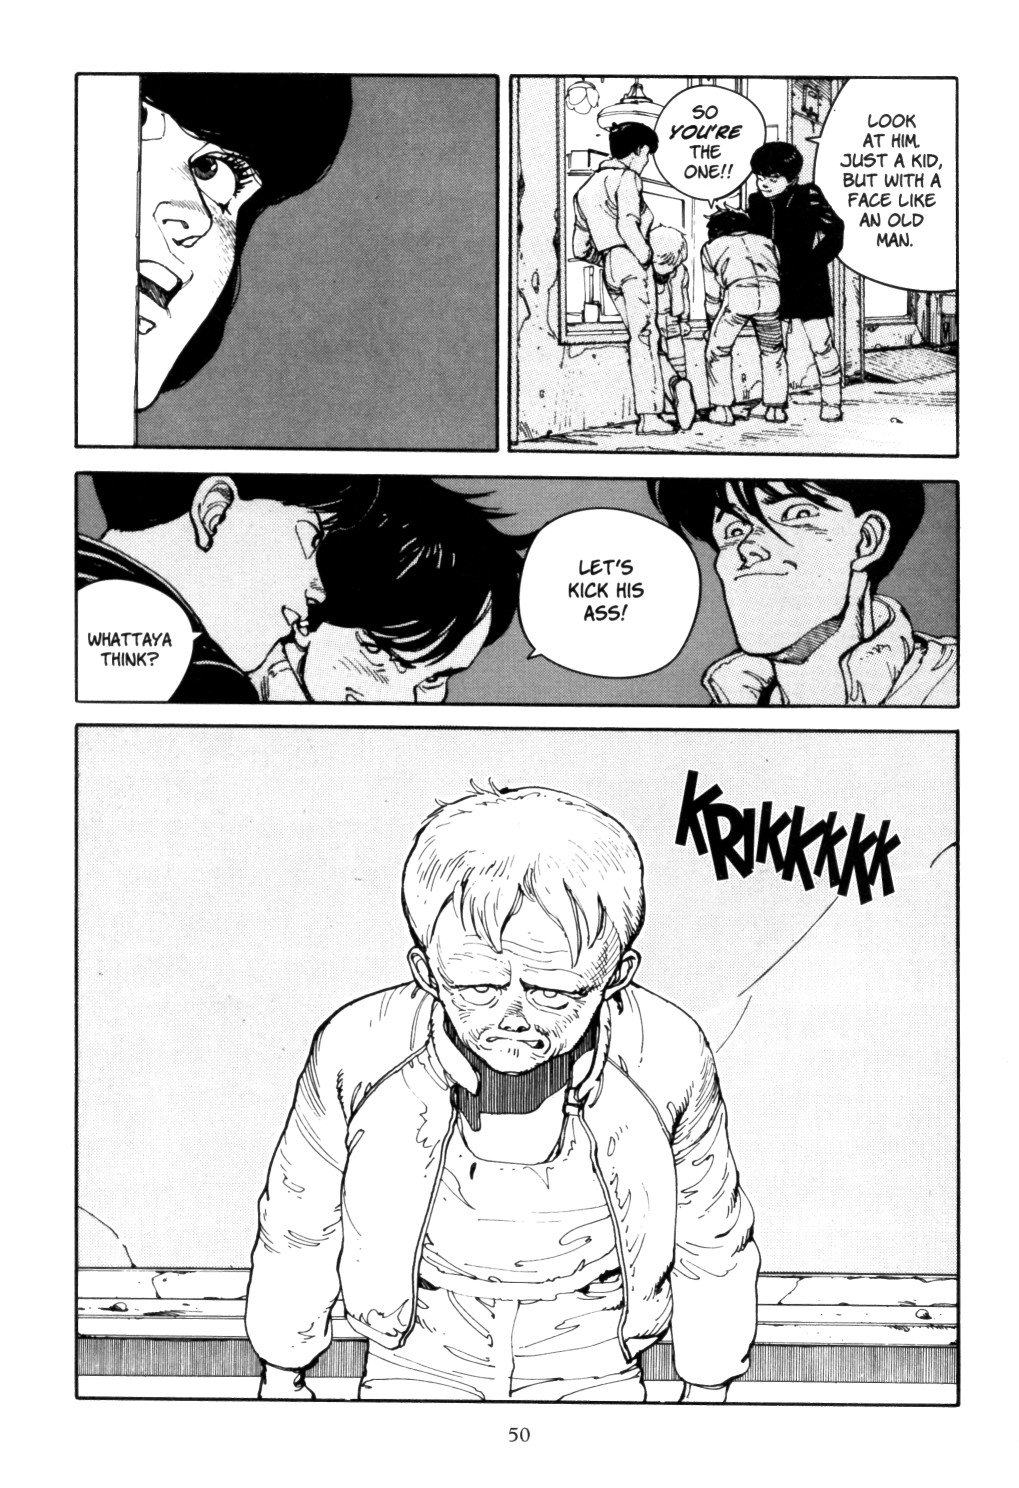 SO
YOU'RE
THE
ONE!!
LOOK
AT HIM.
JUST A KID,
BUT WITH A
FACE LIKE
AN OLD
MAN.
WHATTAYA
THINK?
LET'S
KICK HIS
ASS!
KRIKKKKKK
50